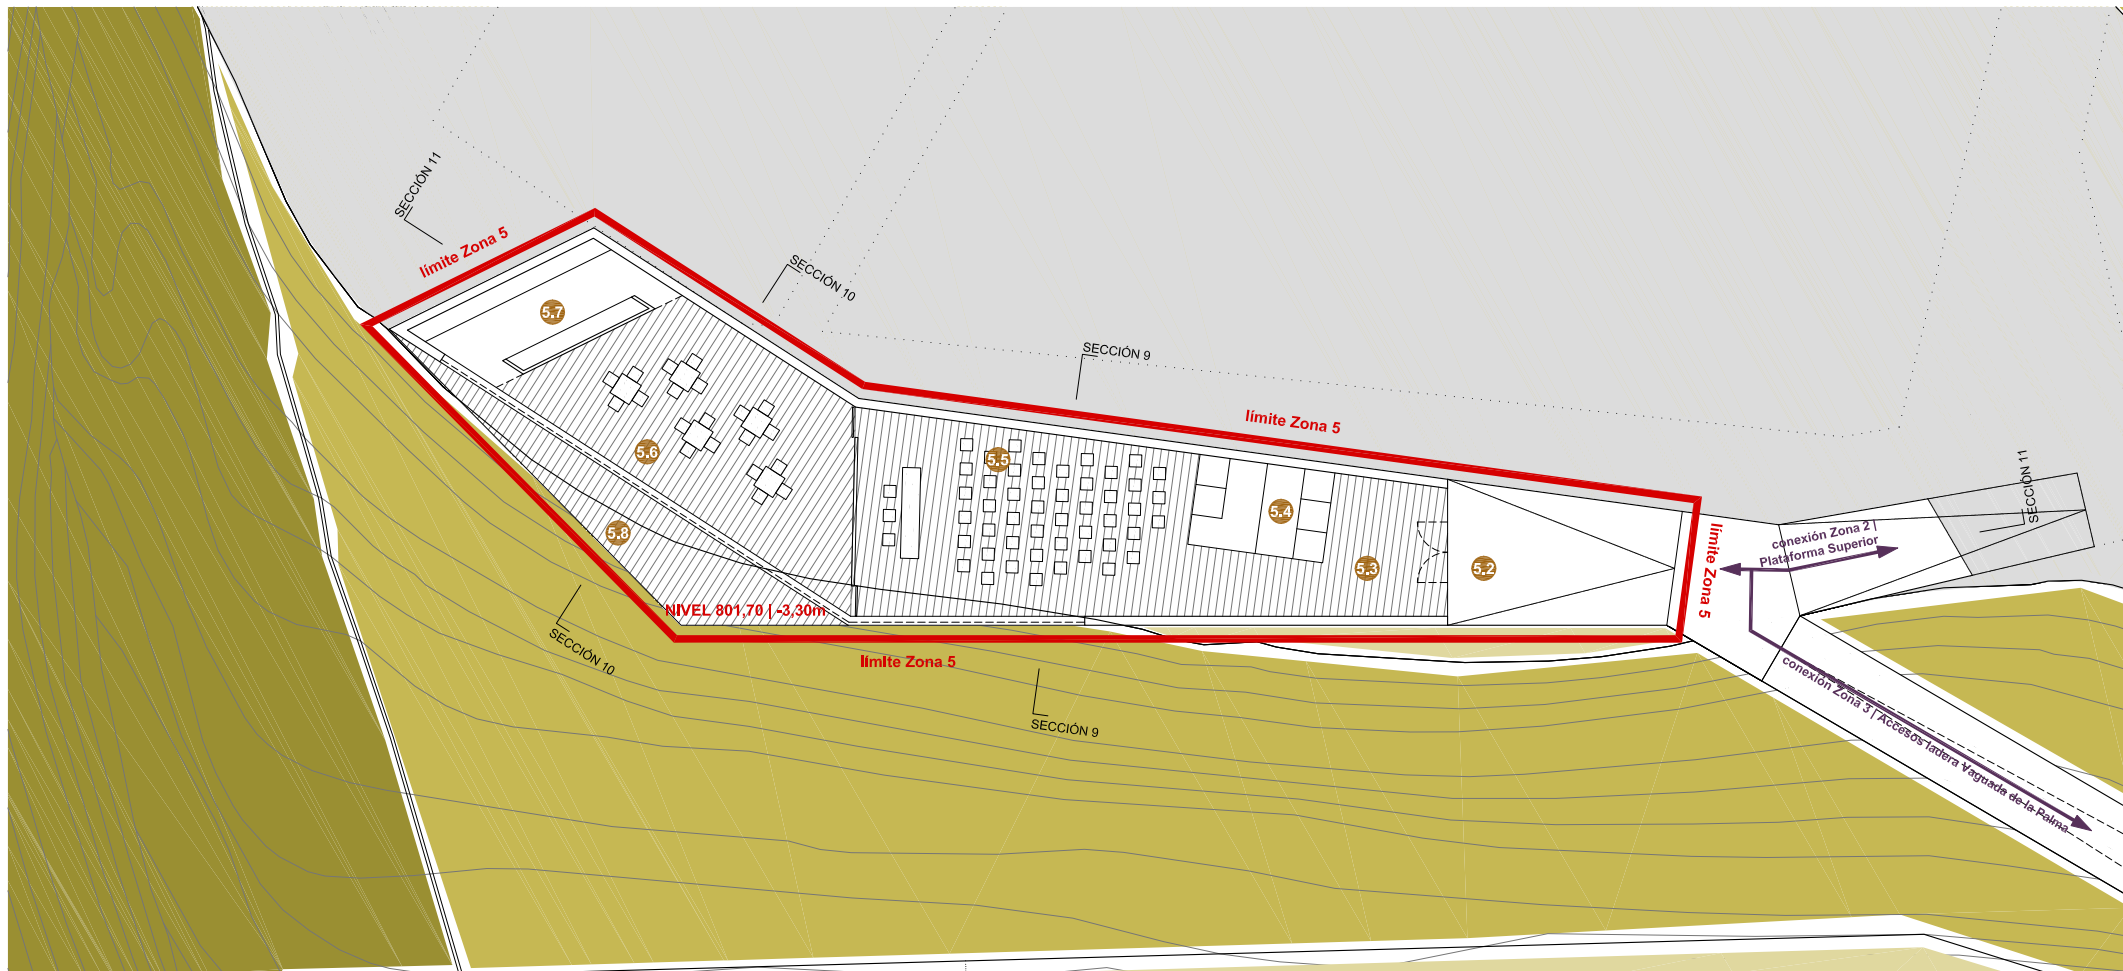 SECCIÓN 11
límite Zona 5
SECCIÓN 10
5.7
SECCIÓN 9
límite Zona 5
5.6
5.5
SECCIÓN 11
5.4
5.8
5.3
5.2
límite Zona 5
conexión Zona 2 |
Plataforma Superior
NIVEL 801,70 | -3,30m
SECCIÓN 10
límite Zona 5
conexión Zona 3 | Accesos ladera Vaguada de la Palma
SECCIÓN 9